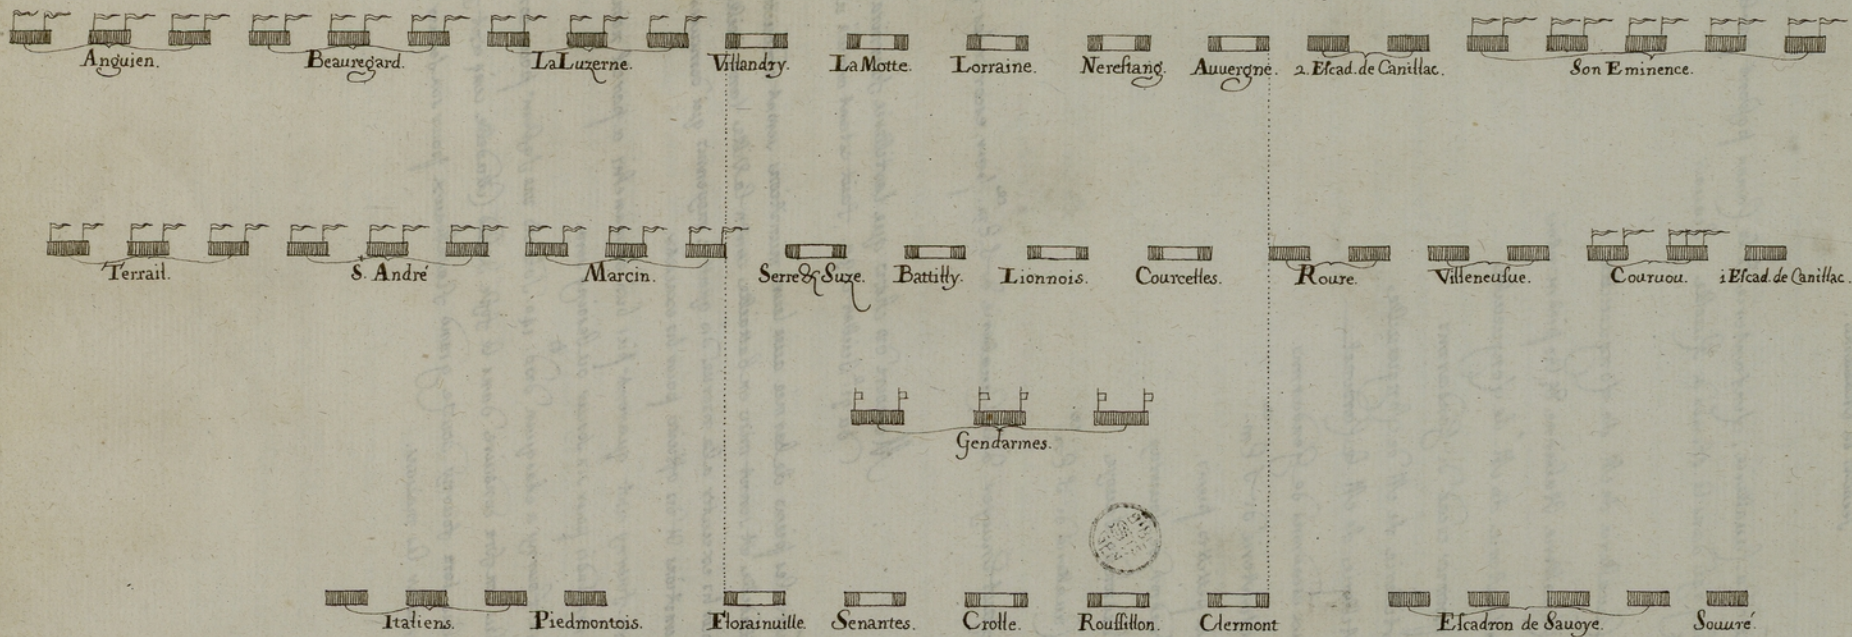 Anguien. Beauregard. La Luzerne. Villandry. La Motte. Lorraine. Nereſtang. Auuergne. 2. Eſcad. de Canillac. Son Eminence.
Terrail. S. André Marcin. Serre & Suze. Battilly. Lionnois. Courcelles. Roure. Villeneufue. Couruou. 1 Eſcad. de Canillac.
Gendarmes.
Italiens. Piedmontois. Florainuille. Senantes. Crolle. Rouſſillon. Clermont Eſcadron de Sauoye. Souuré.